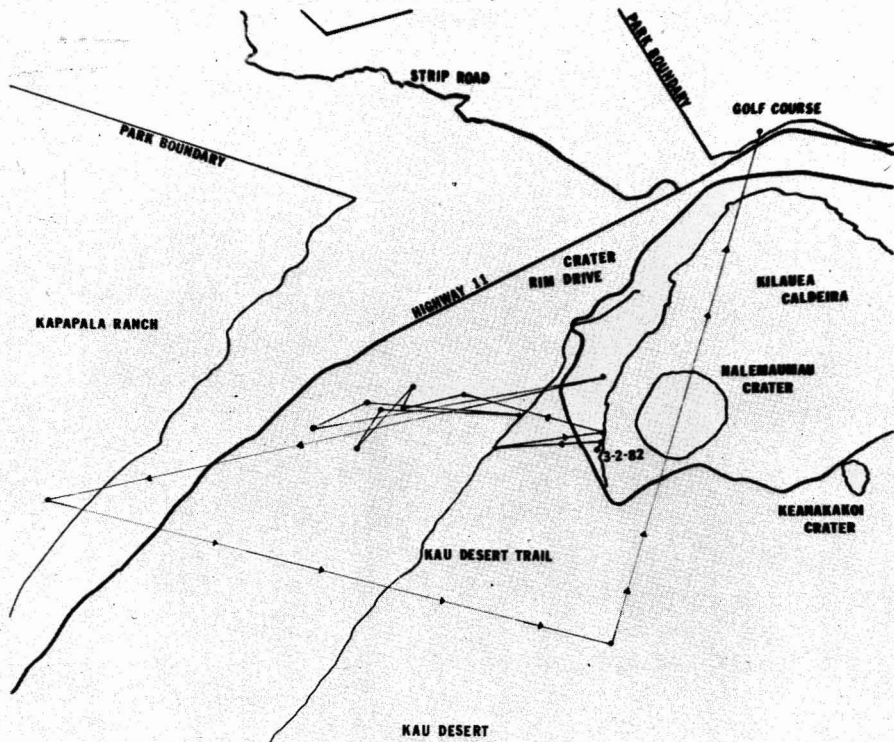 STRIP ROAD
PARK BOUNDARY
GOLF COURSE
PARK BOUNDARY
CRATER
RIM DRIVE
HIGHWAY 11
KILAUEA
CALDEIRA
KAPAPALA RANCH
HALEMAUMAU
CRATER
3-2-82
KEANAKAKOI
CRATER
KAU DESERT TRAIL
KAU DESERT